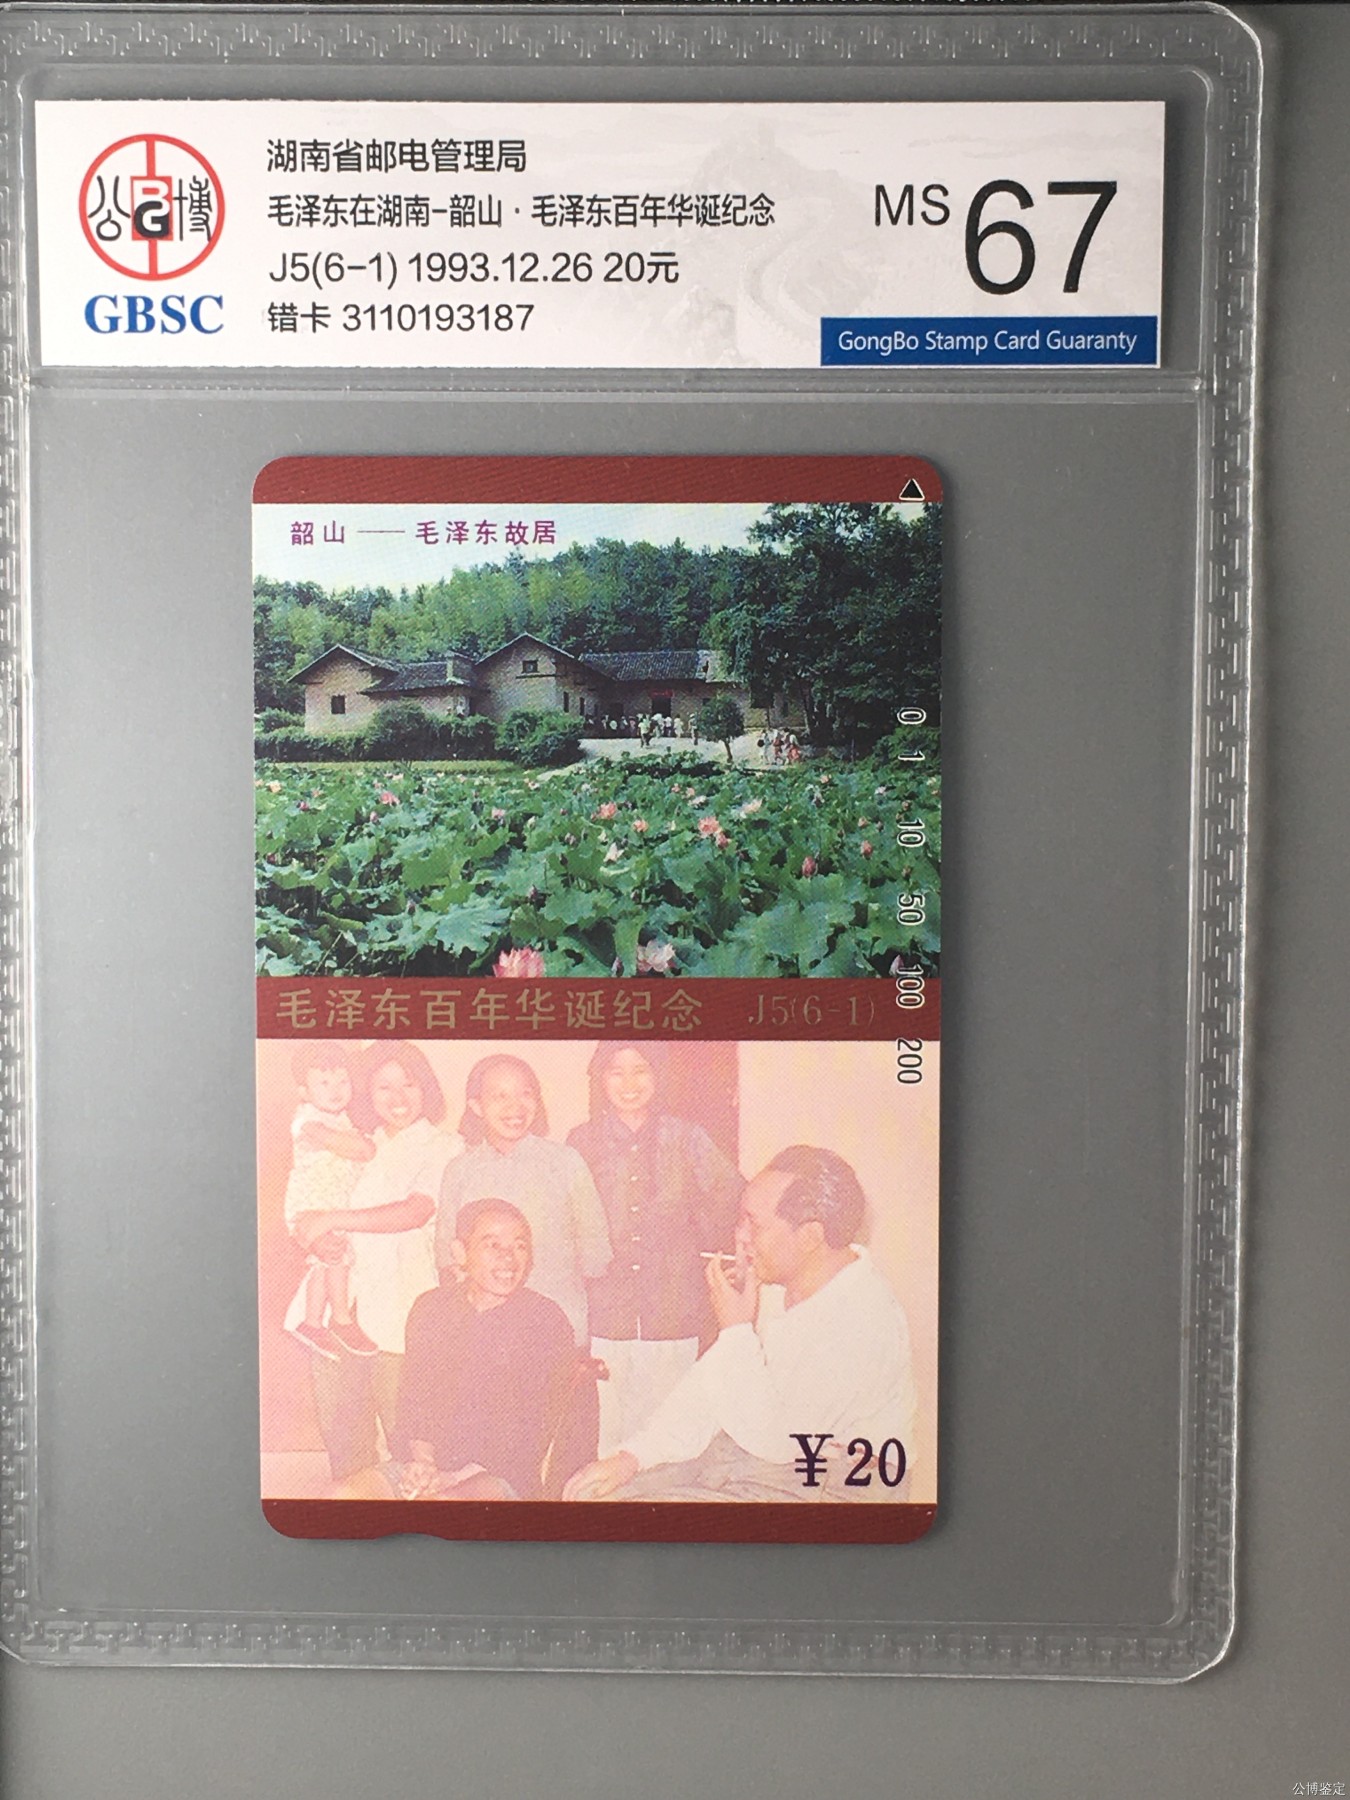 公博
PG
GBSC
湖南省邮电管理局
毛泽东在湖南-韶山·毛泽东百年华诞纪念
J5(6-1) 1993.12.26 20元
错卡 3110193187
MS 67
GongBo Stamp Card Guaranty
韶山——毛泽东故居
0
1
10
50
100
200
毛泽东百年华诞纪念 J5(6-1)
¥20
公博鉴定